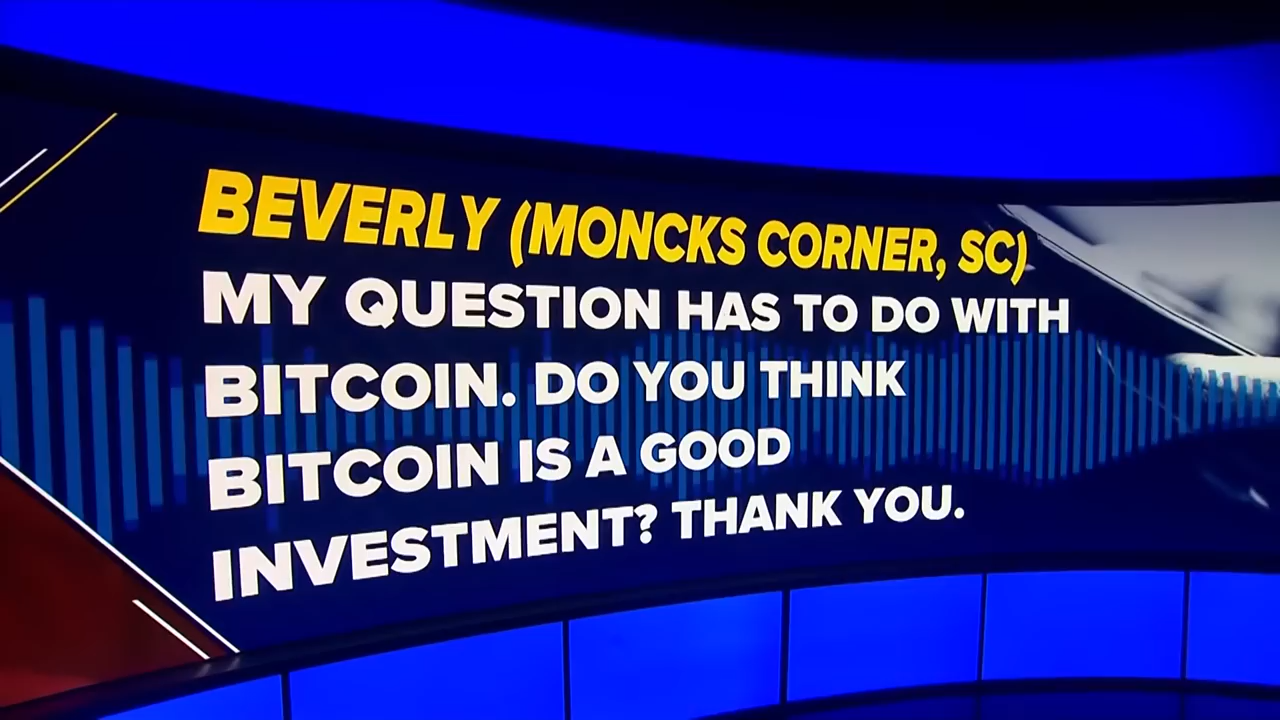 BEVERLY (MONCKS CORNER, SC)
MY QUESTION HAS TO DO WITH
BITCOIN. DO YOU THINK
BITCOIN IS A GOOD
INVESTMENT? THANK YOU.